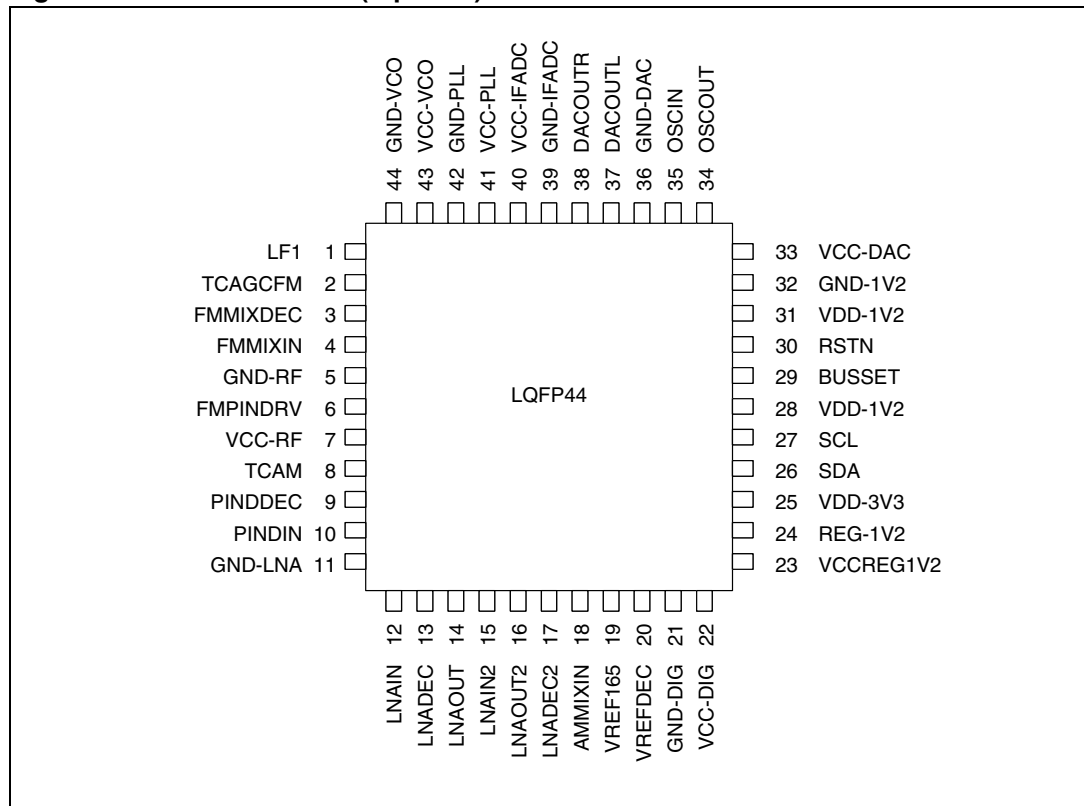 44 GND-VCO
43 VCC-VCO
42 GND-PLL
41 VCC-PLL
40 VCC-IFADC
39 GND-IFADC
38 DACOUTR
37 DACOUTL
36 GND-DAC
35 OSCIN
34 OSCOUT
LF1 1
TCAGCFM 2
FMMIXDEC 3
FMMIXIN 4
GND-RF 5
FMPINDRV 6
VCC-RF 7
TCAM 8
PINDDEC 9
PINDIN 10
GND-LNA 11
LQFP44
33 VCC-DAC
32 GND-1V2
31 VDD-1V2
30 RSTN
29 BUSSET
28 VDD-1V2
27 SCL
26 SDA
25 VDD-3V3
24 REG-1V2
23 VCCREG1V2
LNAIN 12
LNADEC 13
LNAOUT 14
LNAIN2 15
LNAOUT2 16
LNADEC2 17
AMMIXIN 18
VREF165 19
VREFDEC 20
GND-DIG 21
VCC-DIG 22